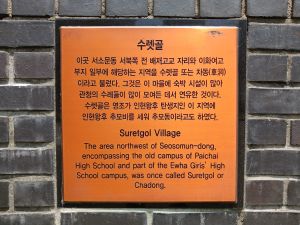 수렛골
이곳 서소문동 서북쪽 전 배재고교 자리와 이화여고
부지 일부에 해당하는 지역을 수렛골 또는 차동(車洞)
이라고 불렀다. 그것은 이 마을에 숙박 시설이 많아
관청의 수레들이 많이 모여든 데서 연유한 것이다.
수렛골은 영조가 인현왕후 탄생지인 이 지역에
인현왕후 추모비를 세워 추모동이라고도 하였다.
Suretgol Village
The area northwest of Seosomun-dong,
encompassing the old campus of Paichai
High School and part of the Ewha Girls' High
School campus, was once called Suretgol or
Chadong.